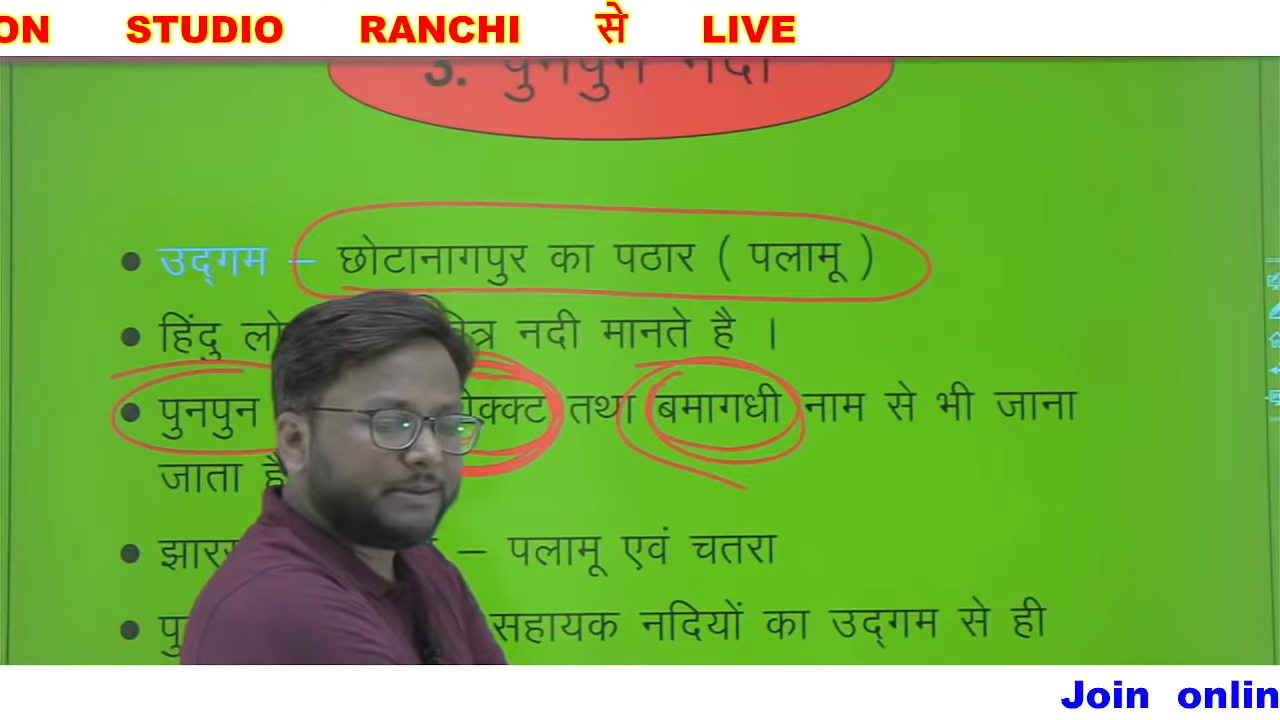 ON STUDIO RANCHI से LIVE
3. पुनपुन नदी
• उद्‌गम – छोटानागपुर का पठार ( पलामू )
• हिंदु नदी मानते है ।
• पुनपुन तथा बमागधी नाम से भी जाना
जाता
• – पलामू एवं चतरा
• सहायक नदियों का उद्‌गम से ही
Join onlin